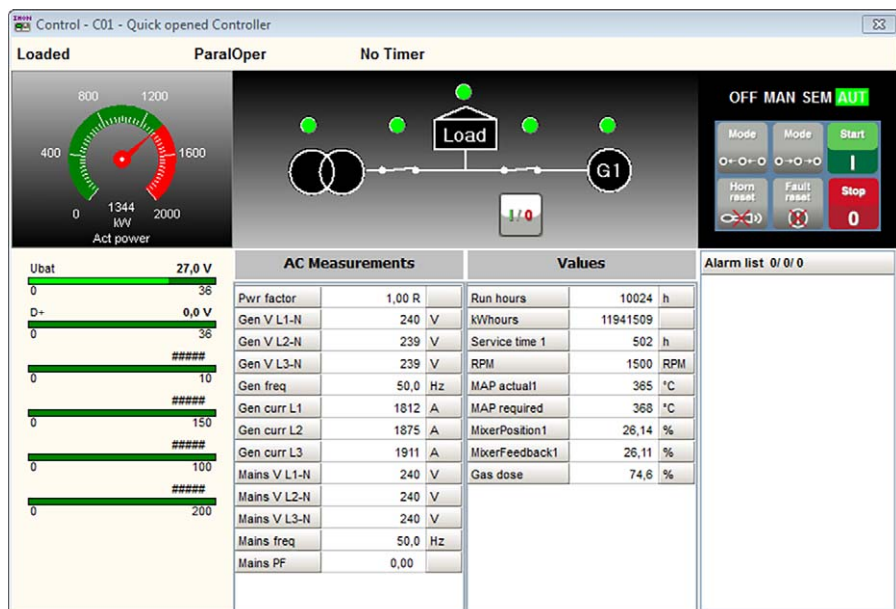 Control - C01 - Quick opened Controller
Loaded ParalOper No Timer
800 1200
400 1600
0 2000
1344
kW
Act power
Load
G1
I/0
OFF MAN SEM AUT
Mode Mode Start
I
Horn reset Fault reset Stop
0
Ubat 27,0 V
0 36
D+ 0,0 V
0 36
#####
0 10
#####
0 150
#####
0 100
#####
0 200
AC Measurements
Pwr factor 1,00 R
Gen V L1-N 240 V
Gen V L2-N 239 V
Gen V L3-N 239 V
Gen freq 50,0 Hz
Gen curr L1 1812 A
Gen curr L2 1875 A
Gen curr L3 1911 A
Mains V L1-N 240 V
Mains V L2-N 240 V
Mains V L3-N 240 V
Mains freq 50,0 Hz
Mains PF 0,00
Values
Run hours 10024 h
kWhours 11941509
Service time 1 502 h
RPM 1500 RPM
MAP actual1 365 °C
MAP required 368 °C
MixerPosition1 26,14 %
MixerFeedback1 26,11 %
Gas dose 74,6 %
Alarm list 0/ 0/ 0